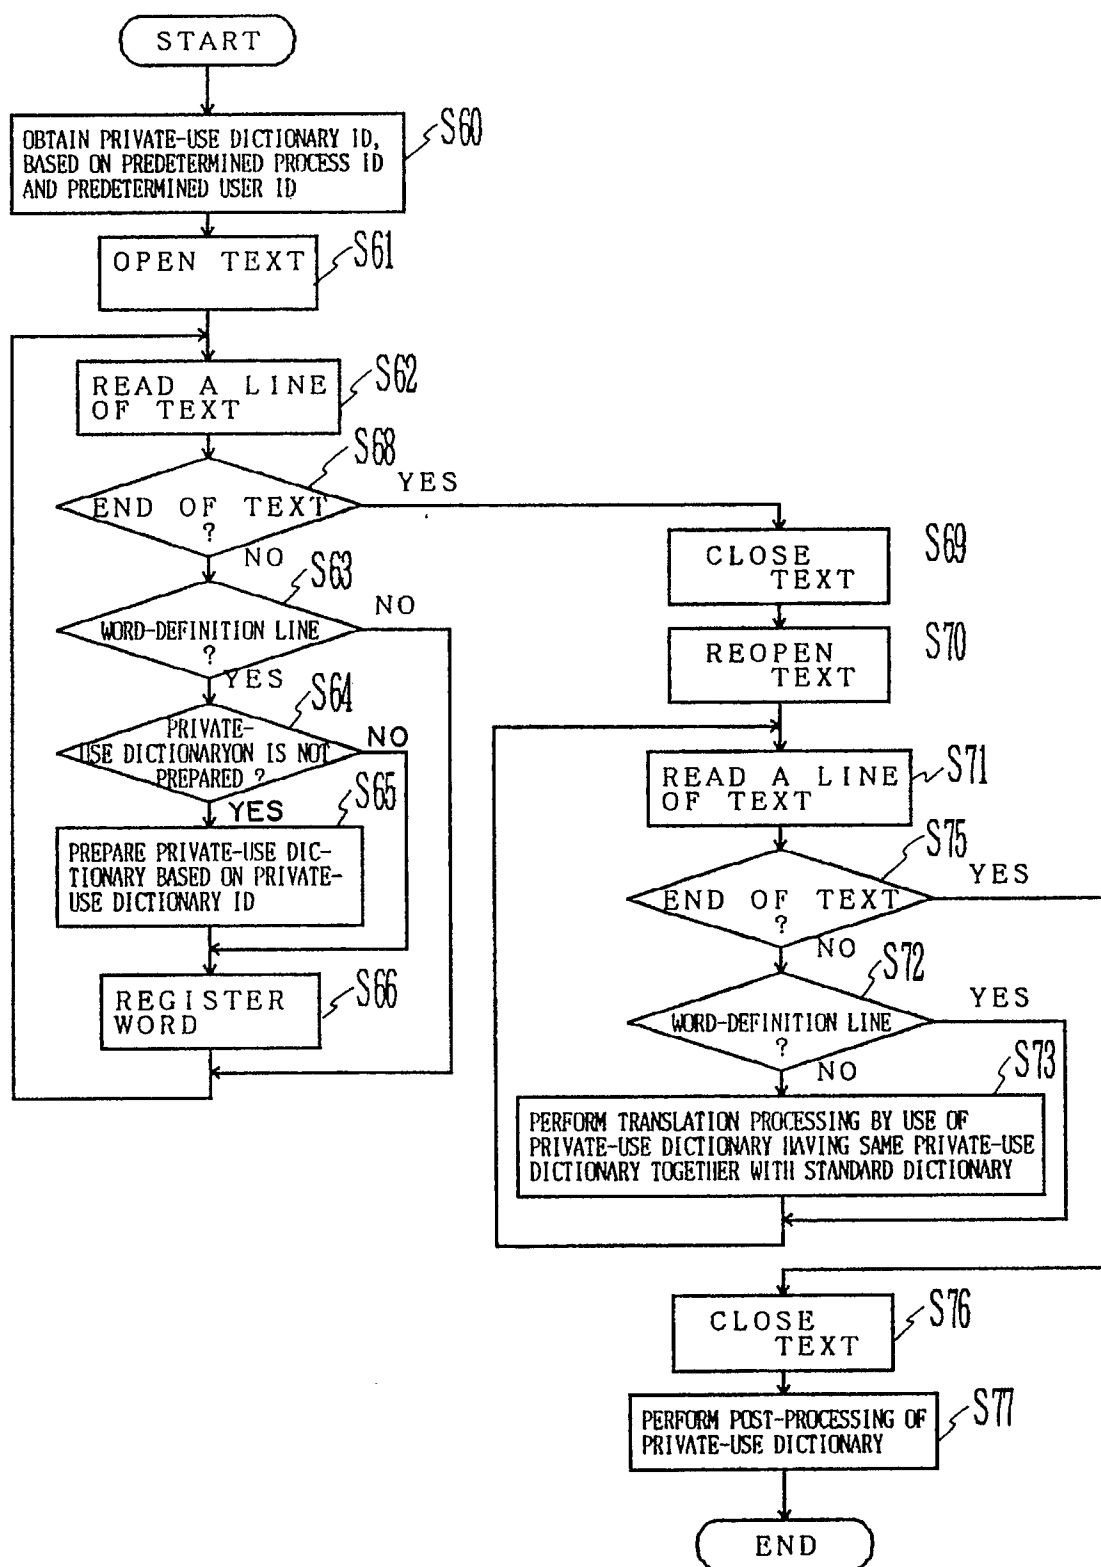 START
S60
OBTAIN PRIVATE-USE DICTIONARY ID,
BASED ON PREDETERMINED PROCESS ID
AND PREDETERMINED USER ID
S61
OPEN TEXT
S62
READ A LINE
OF TEXT
S68
END OF TEXT
?
YES
NO
S63
WORD-DEFINITION LINE
?
NO
YES
S64
PRIVATE-
USE DICTIONARYON IS NOT
PREPARED ?
NO
YES
S65
PREPARE PRIVATE-USE DIC-
TIONARY BASED ON PRIVATE-
USE DICTIONARY ID
S66
REGISTER
WORD
S69
CLOSE
TEXT
S70
REOPEN
TEXT
S71
READ A LINE
OF TEXT
S75
END OF TEXT
?
YES
NO
S72
WORD-DEFINITION LINE
?
YES
NO
S73
PERFORM TRANSLATION PROCESSING BY USE OF
PRIVATE-USE DICTIONARY HAVING SAME PRIVATE-USE
DICTIONARY TOGETHER WITH STANDARD DICTIONARY
S76
CLOSE
TEXT
S77
PERFORM POST-PROCESSING OF
PRIVATE-USE DICTIONARY
END